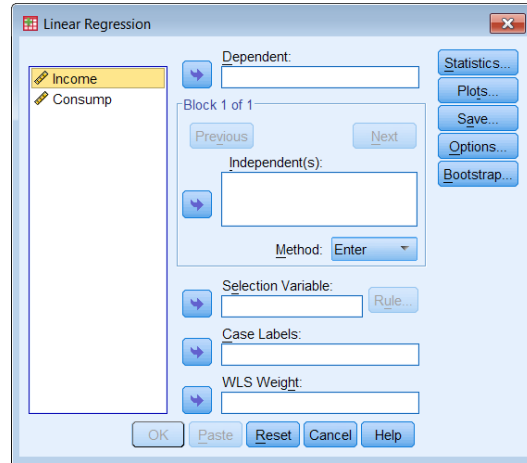 Linear Regression
Income
Consump
Dependent:
Block 1 of 1
Previous
Next
Independent(s):
Method:
Enter
Selection Variable:
Rule...
Case Labels:
WLS Weight:
Statistics...
Plots...
Save...
Options...
Bootstrap...
OK
Paste
Reset
Cancel
Help